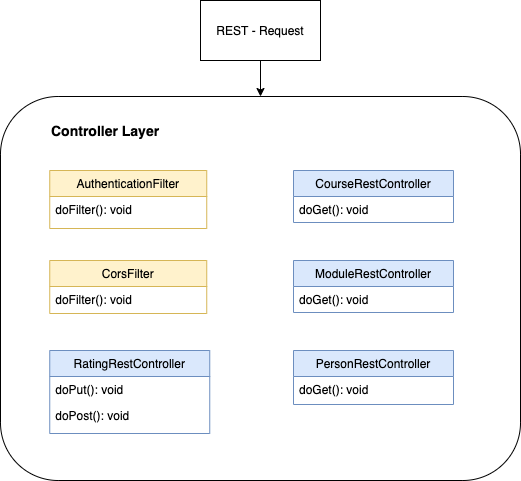 REST - Request
Controller Layer
AuthenticationFilter
doFilter(): void
CourseRestController
doGet(): void
CorsFilter
doFilter(): void
ModuleRestController
doGet(): void
RatingRestController
doPut(): void
doPost(): void
PersonRestController
doGet(): void